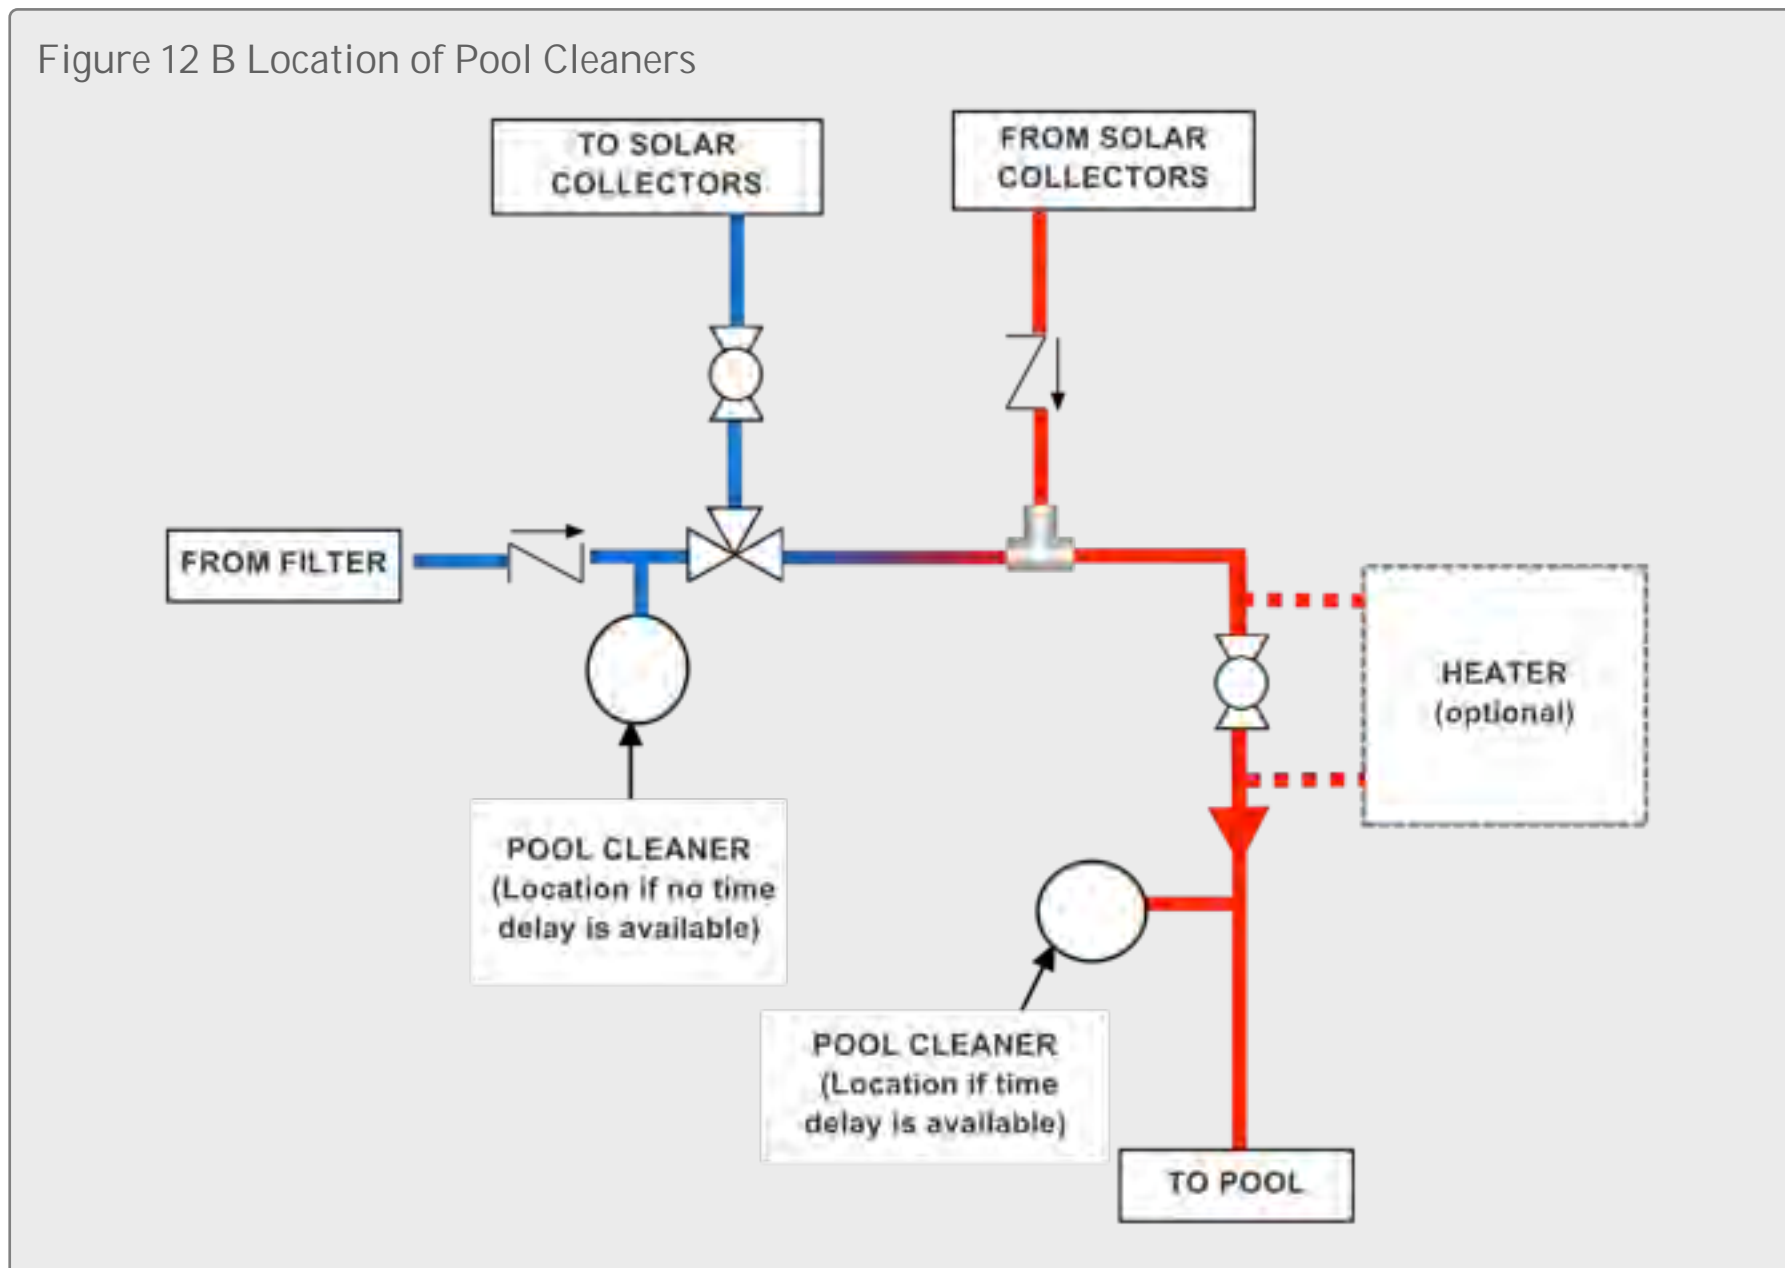 Figure 12 B Location of Pool Cleaners
TO SOLAR
COLLECTORS
FROM SOLAR
COLLECTORS
FROM FILTER
HEATER
(optional)
POOL CLEANER
(Location if no time
delay is available)
POOL CLEANER
(Location if time
delay is available)
TO POOL